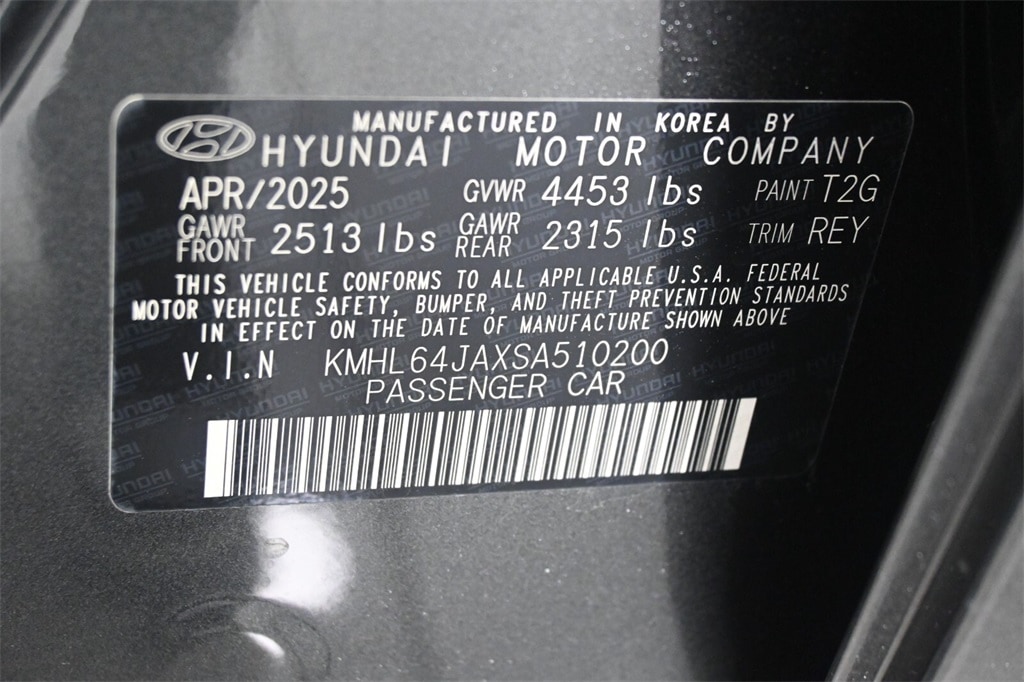 MANUFACTURED IN KOREA BY
HYUNDAI MOTOR COMPANY
APR/2025 GVWR 4453 lbs PAINT T2G
GAWR FRONT 2513 lbs GAWR REAR 2315 lbs TRIM REY
THIS VEHICLE CONFORMS TO ALL APPLICABLE U.S.A. FEDERAL
MOTOR VEHICLE SAFETY, BUMPER, AND THEFT PREVENTION STANDARDS
IN EFFECT ON THE DATE OF MANUFACTURE SHOWN ABOVE
V.I.N KMHL64JAXSA510200
PASSENGER CAR